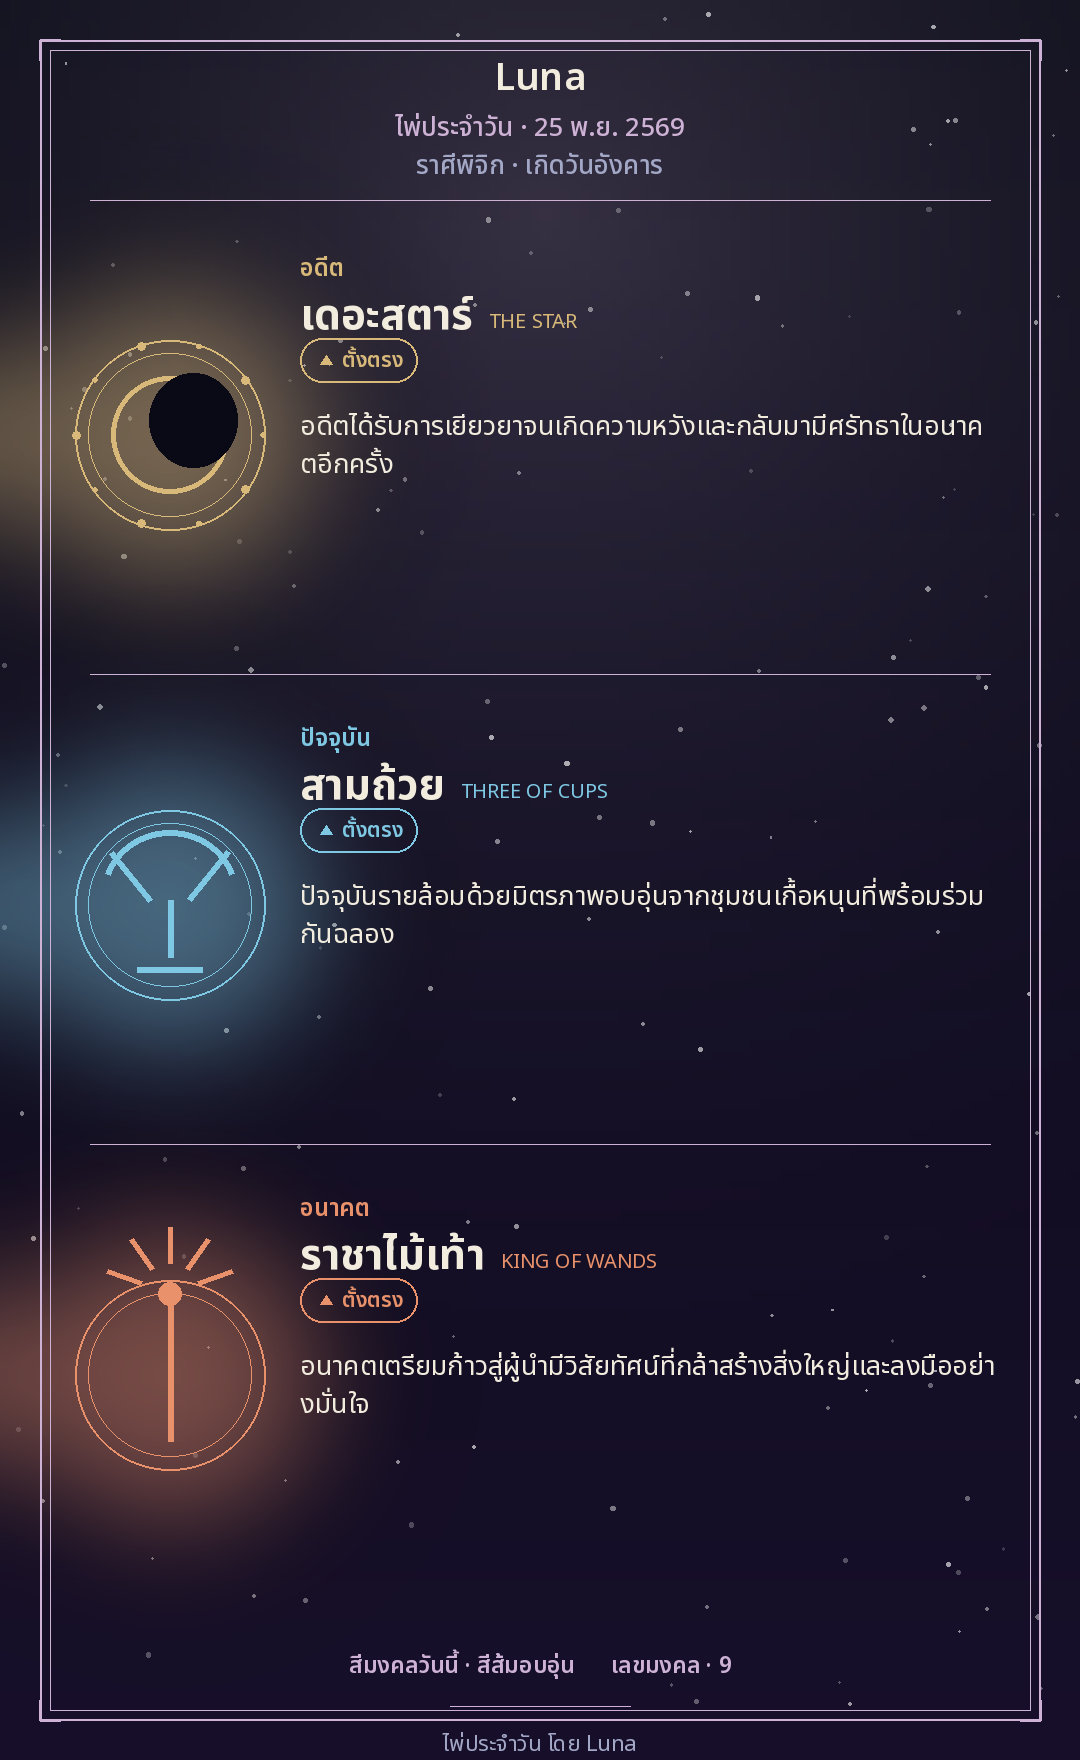 Luna
ไพ่ประจำวัน · 25 พ.ย. 2569
ราศีพิจิก · เกิดวันอังคาร
อดีต
เดอะสตาร์ THE STAR
▲ ตั้งตรง
อดีตได้รับการเยียวยาจนเกิดความหวังและกลับมามีศรัทธาในอนาค
ตอีกครั้ง
ปัจจุบัน
สามถ้วย THREE OF CUPS
▲ ตั้งตรง
ปัจจุบันรายล้อมด้วยมิตรภาพอบอุ่นจากชุมชนเกื้อหนุนที่พร้อมร่วม
กันฉลอง
อนาคต
ราชาไม้เท้า KING OF WANDS
▲ ตั้งตรง
อนาคตเตรียมก้าวสู่ผู้นำมีวิสัยทัศน์ที่กล้าสร้างสิ่งใหญ่และลงมืออย่า
งมั่นใจ
สีมงคลวันนี้ · สีส้มอบอุ่น เลขมงคล · 9
ไพ่ประจำวัน โดย Luna